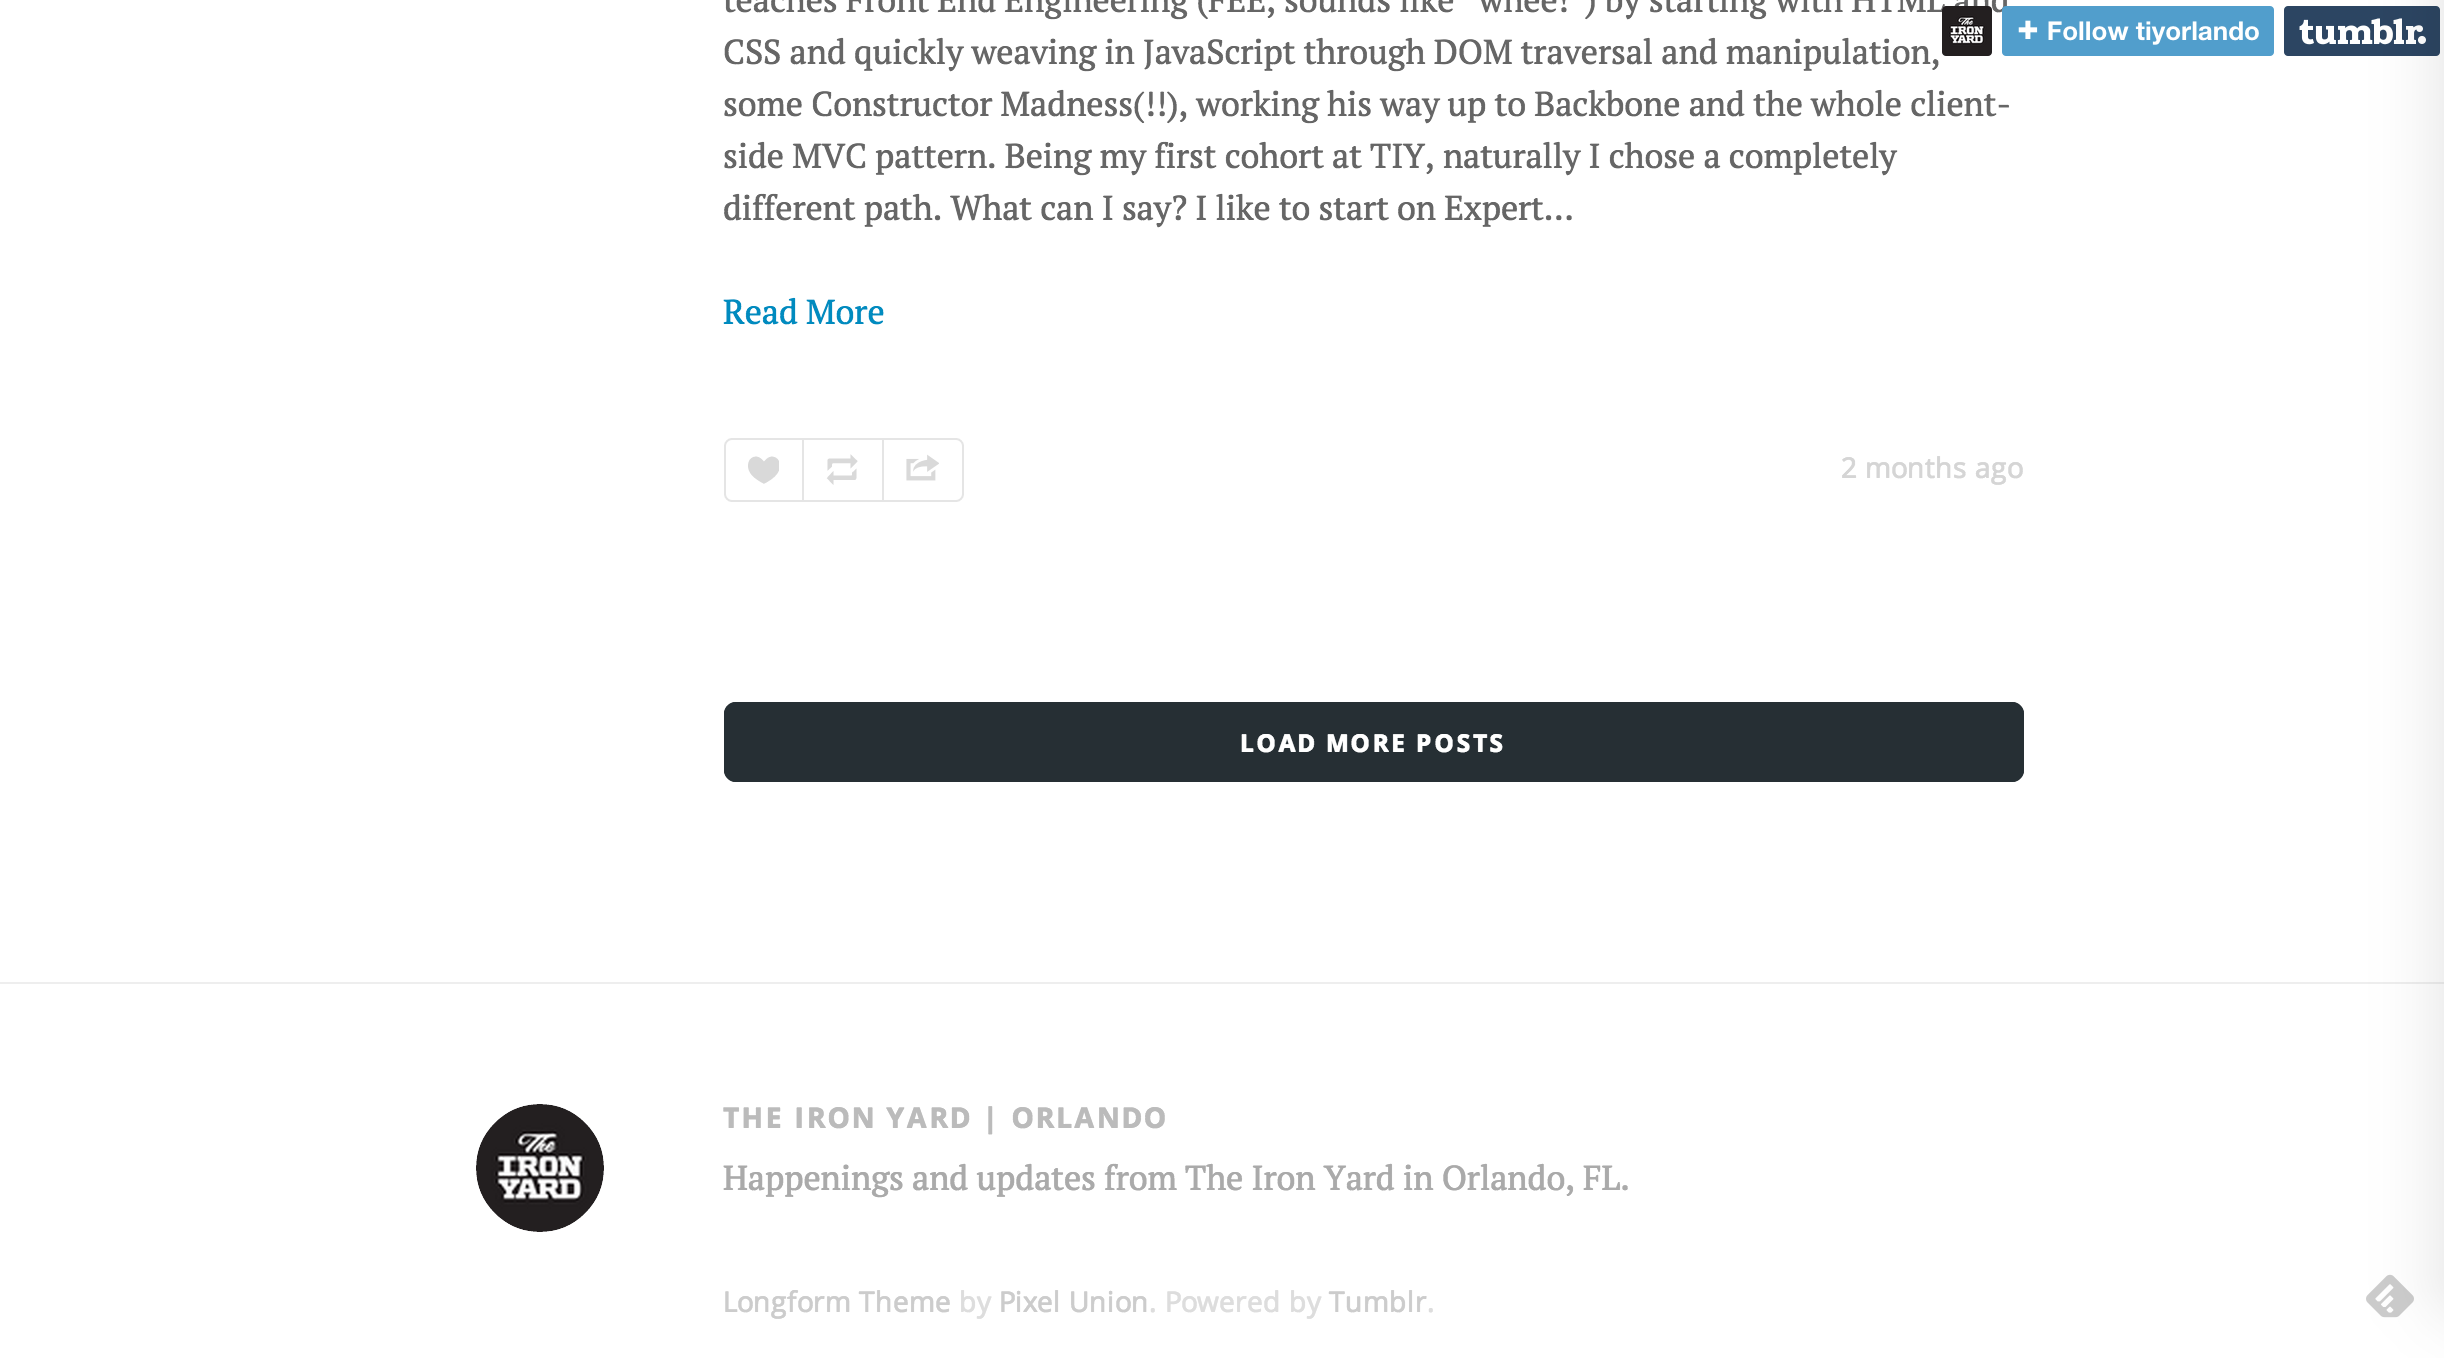 teaches Front End Engineering (FEE, sounds like "whee!") by starting with HTML and
CSS and quickly weaving in JavaScript through DOM traversal and manipulation,
some Constructor Madness(!!), working his way up to Backbone and the whole client-
side MVC pattern. Being my first cohort at TIY, naturally I chose a completely
different path. What can I say? I like to start on Expert...
The IRON YARD
+ Follow tiyorlando
tumblr.
Read More
2 months ago
LOAD MORE POSTS
The
IRON
YARD
THE IRON YARD | ORLANDO
Happenings and updates from The Iron Yard in Orlando, FL.
Longform Theme by Pixel Union. Powered by Tumblr.